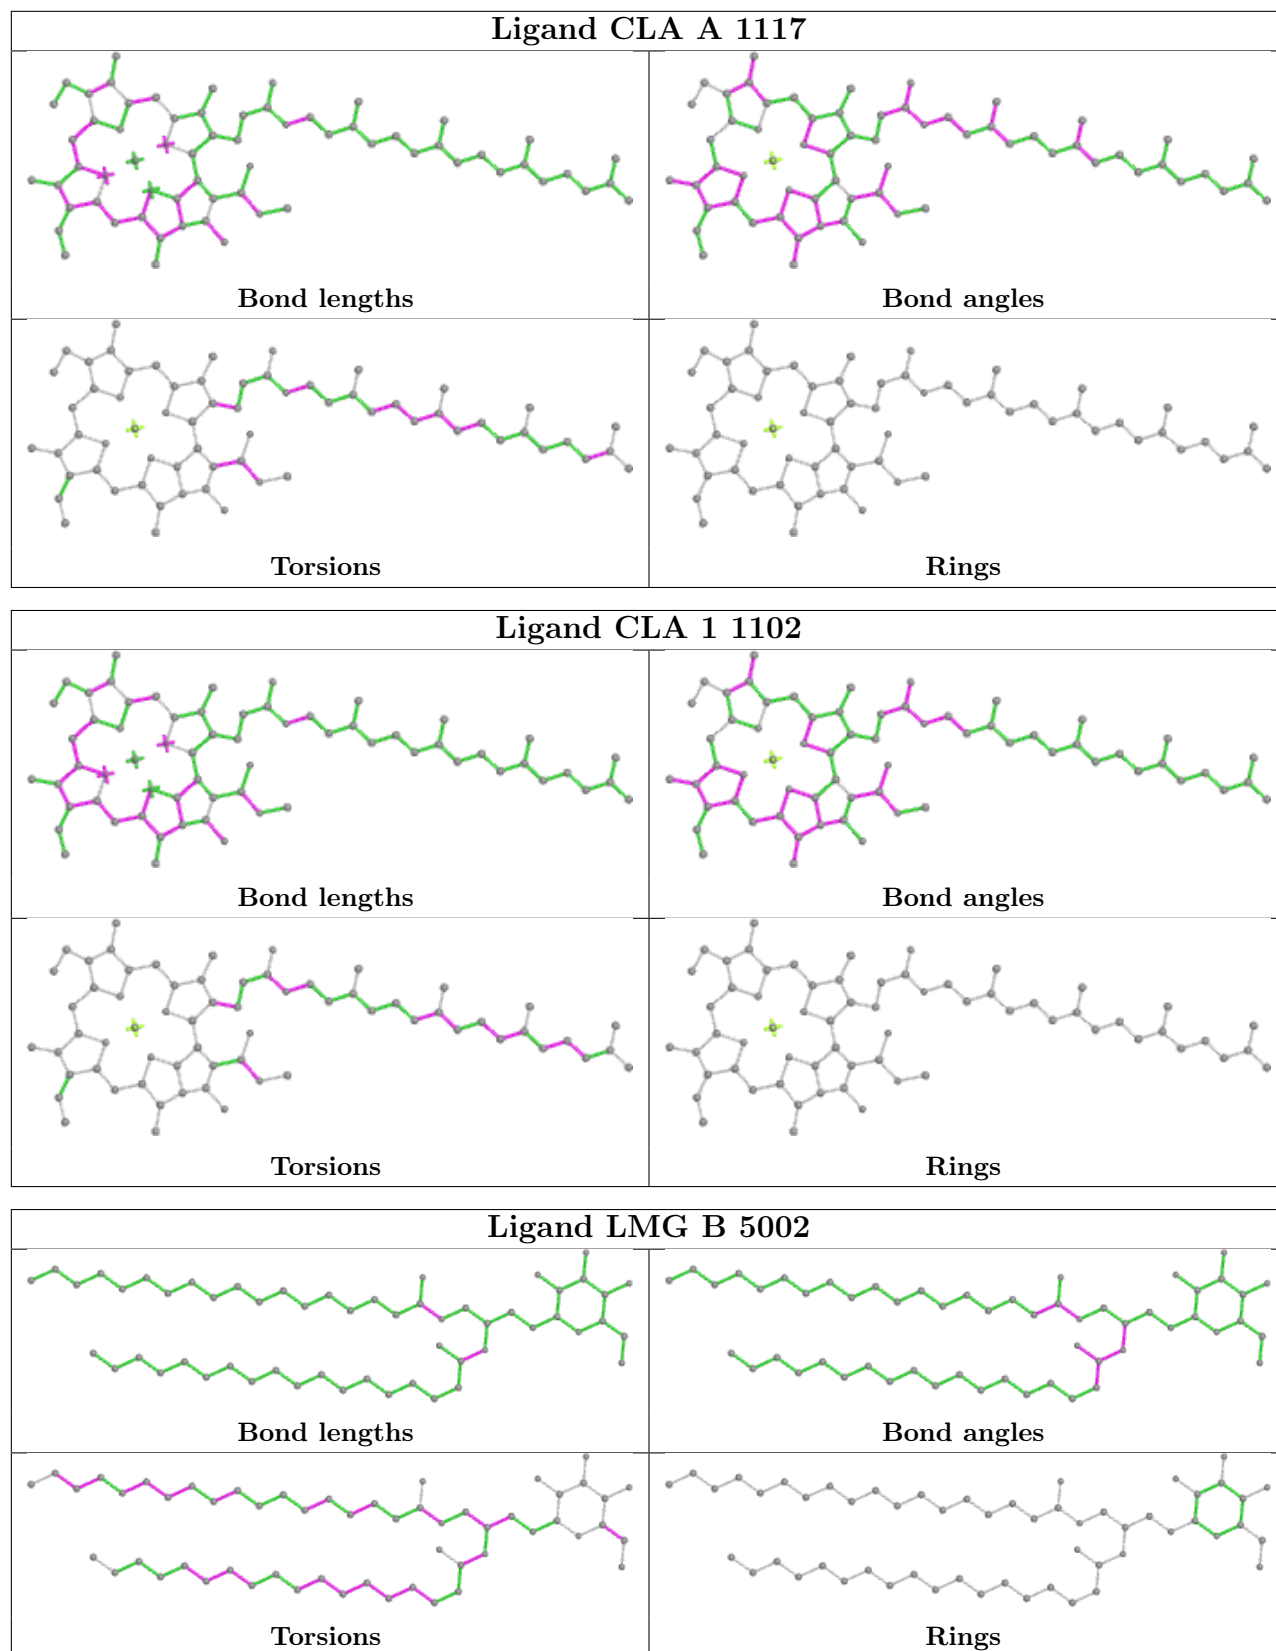 Ligand CLA A 1117
Bond lengths
Bond angles
Torsions
Rings
Ligand CLA 1 1102
Bond lengths
Bond angles
Torsions
Rings
Ligand LMG B 5002
Bond lengths
Bond angles
Torsions
Rings